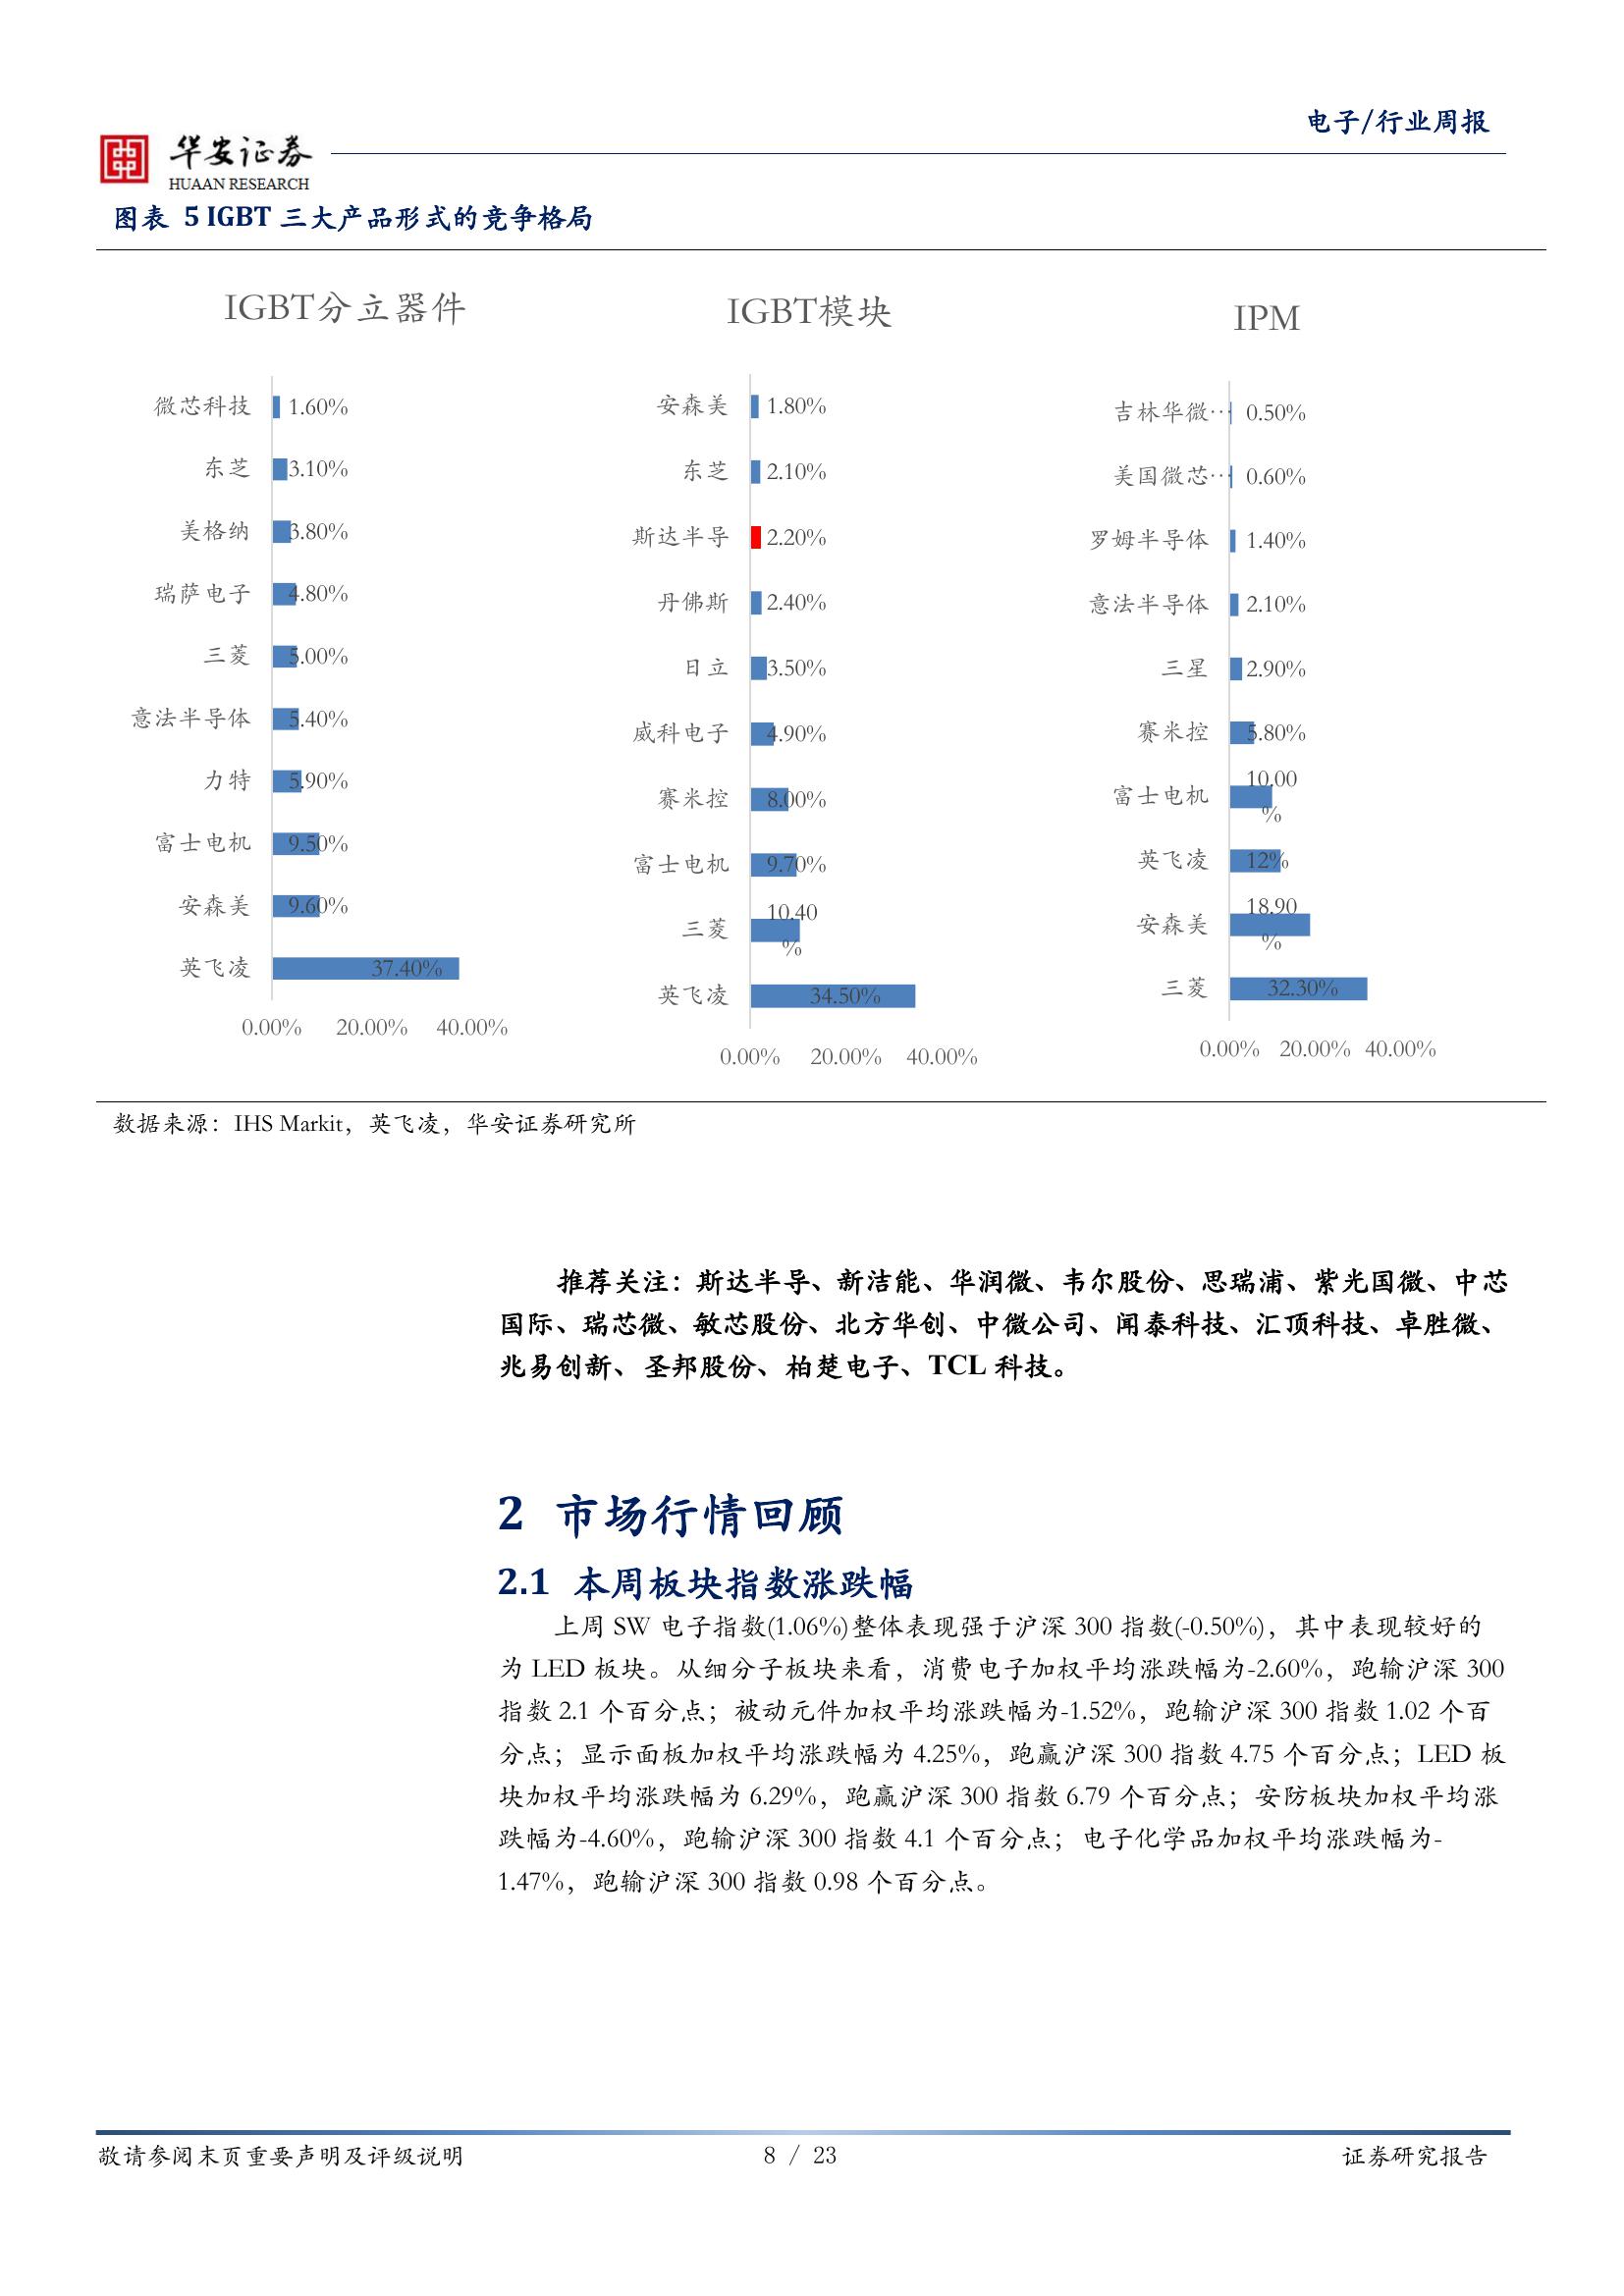 电子/行业周报
华安证券
HUAAN RESEARCH
图表 5 IGBT 三大产品形式的竞争格局
IGBT分立器件
微芯科技 1.60%
东芝 3.10%
美格纳 3.80%
瑞萨电子 4.80%
三菱 5.00%
意法半导体 5.40%
力特 5.90%
富士电机 9.50%
安森美 9.60%
英飞凌 37.40%
0.00% 20.00% 40.00%
IGBT模块
安森美 1.80%
东芝 2.10%
斯达半导 2.20%
丹佛斯 2.40%
日立 3.50%
威科电子 4.90%
赛米控 8.00%
富士电机 9.70%
三菱 10.40%
英飞凌 34.50%
0.00% 20.00% 40.00%
IPM
吉林华微… 0.50%
美国微芯… 0.60%
罗姆半导体 1.40%
意法半导体 2.10%
三星 2.90%
赛米控 5.80%
富士电机 10.00%
英飞凌 12%
安森美 18.90%
三菱 32.30%
0.00% 20.00% 40.00%
数据来源：IHS Markit，英飞凌，华安证券研究所
推荐关注：斯达半导、新洁能、华润微、韦尔股份、思瑞浦、紫光国微、中芯
国际、瑞芯微、敏芯股份、北方华创、中微公司、闻泰科技、汇顶科技、卓胜微、
兆易创新、圣邦股份、柏楚电子、TCL 科技。
2 市场行情回顾
2.1 本周板块指数涨跌幅
上周 SW 电子指数(1.06%)整体表现强于沪深 300 指数(-0.50%)，其中表现较好的
为 LED 板块。从细分子板块来看，消费电子加权平均涨跌幅为-2.60%，跑输沪深 300
指数 2.1 个百分点；被动元件加权平均涨跌幅为-1.52%，跑输沪深 300 指数 1.02 个百
分点；显示面板加权平均涨跌幅为 4.25%，跑赢沪深 300 指数 4.75 个百分点；LED 板
块加权平均涨跌幅为 6.29%，跑赢沪深 300 指数 6.79 个百分点；安防板块加权平均涨
跌幅为-4.60%，跑输沪深 300 指数 4.1 个百分点；电子化学品加权平均涨跌幅为-
1.47%，跑输沪深 300 指数 0.98 个百分点。
敬请参阅末页重要声明及评级说明 8 / 23 证券研究报告